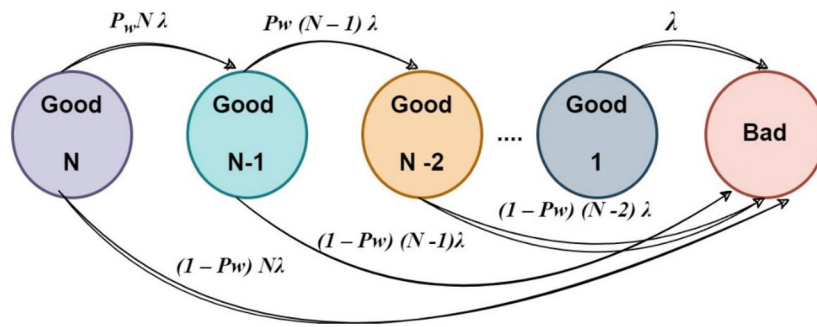 P_wN λ
Pw (N – 1) λ
λ
Good
N
Good
N-1
Good
N -2
....
Good
1
Bad
(1 – Pw) (N -2) λ
(1 – Pw) (N -1)λ
(1 – Pw) Nλ